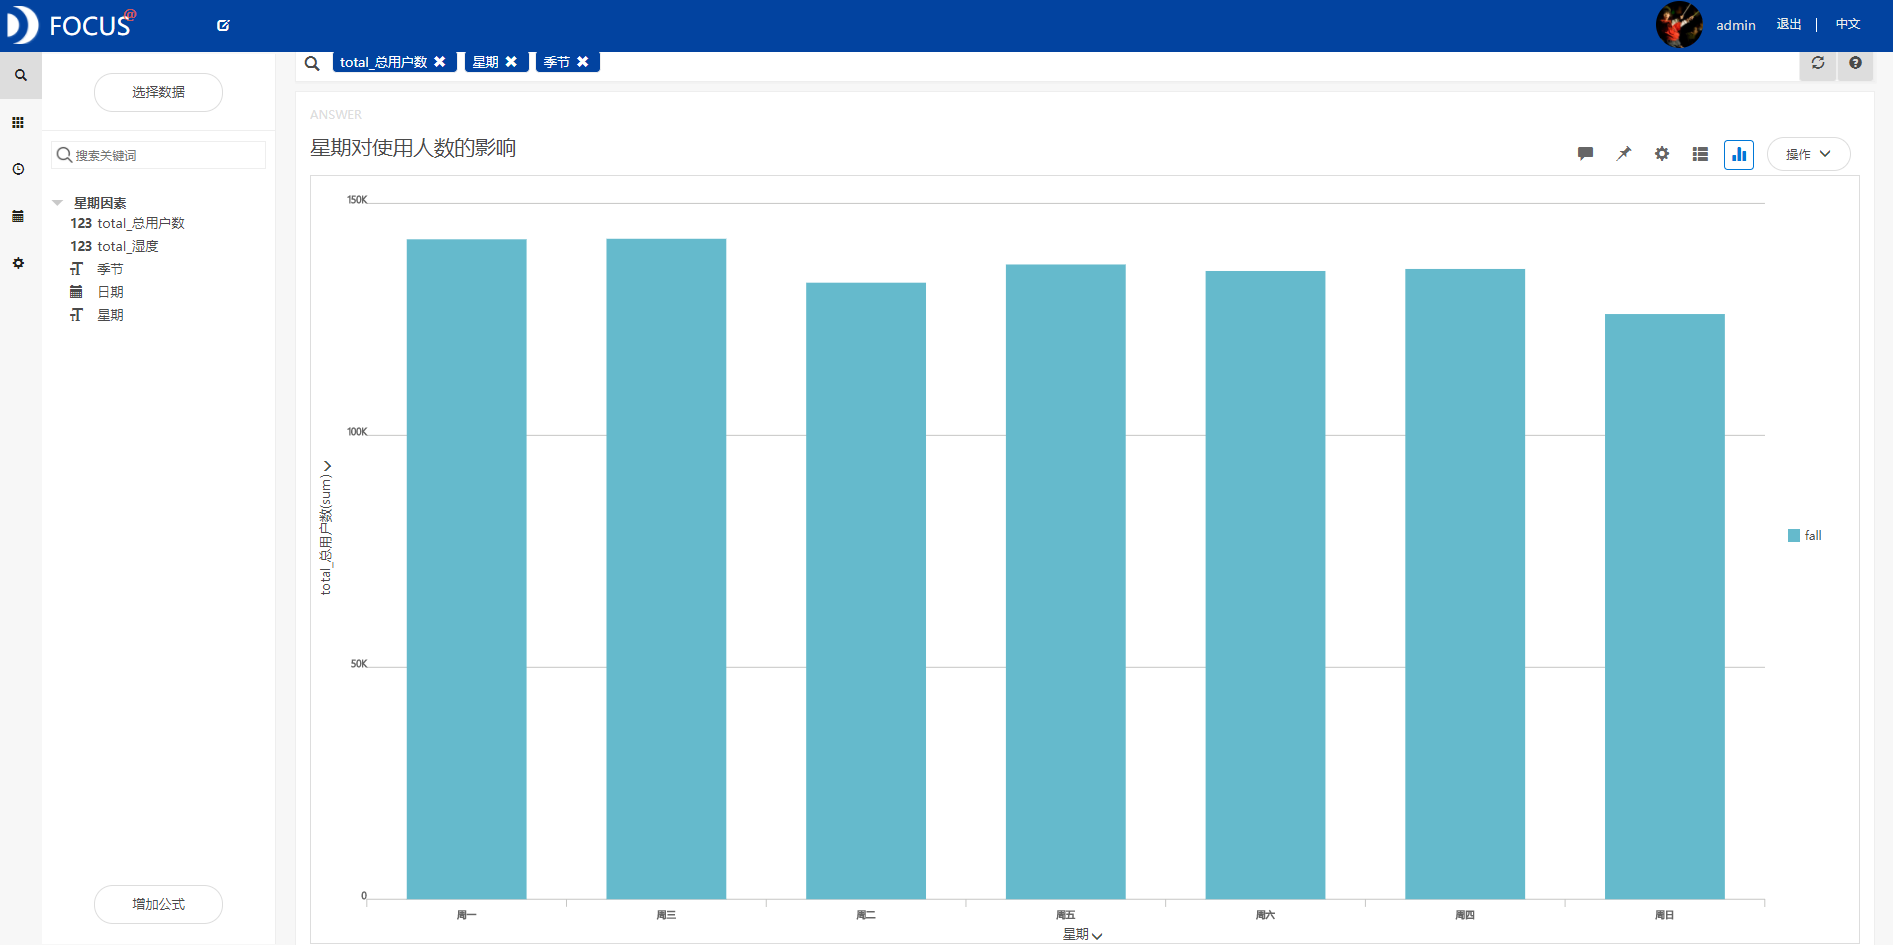 FOCUS@
admin 退出 | 中文
total_总用户数 星期 季节
选择数据
搜索关键词
星期因素
123 total_总用户数
123 total_湿度
季节
日期
星期
增加公式
ANSWER
星期对使用人数的影响
操作
150K
100K
50K
0
total_总用户数(sum)
周一 周三 周二 周五 周六 周四 周日
星期
fall